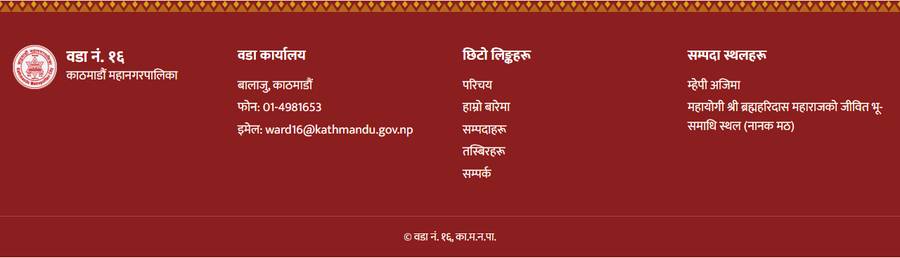 वडा नं. १६
काठमाडौं महानगरपालिका
वडा कार्यालय
बालाजु, काठमाडौं
फोन: 01-4981653
इमेल: ward16@kathmandu.gov.np
छिटो लिङ्कहरू
परिचय
हाम्रो बारेमा
सम्पदाहरू
तस्बिरहरू
सम्पर्क
सम्पदा स्थलहरू
म्हेपी अजिमा
महायोगी श्री ब्रह्महरिदास महाराजको जीवित भू-
समाधि स्थल (नानक मठ)
© वडा नं. १६, का.म.न.पा.